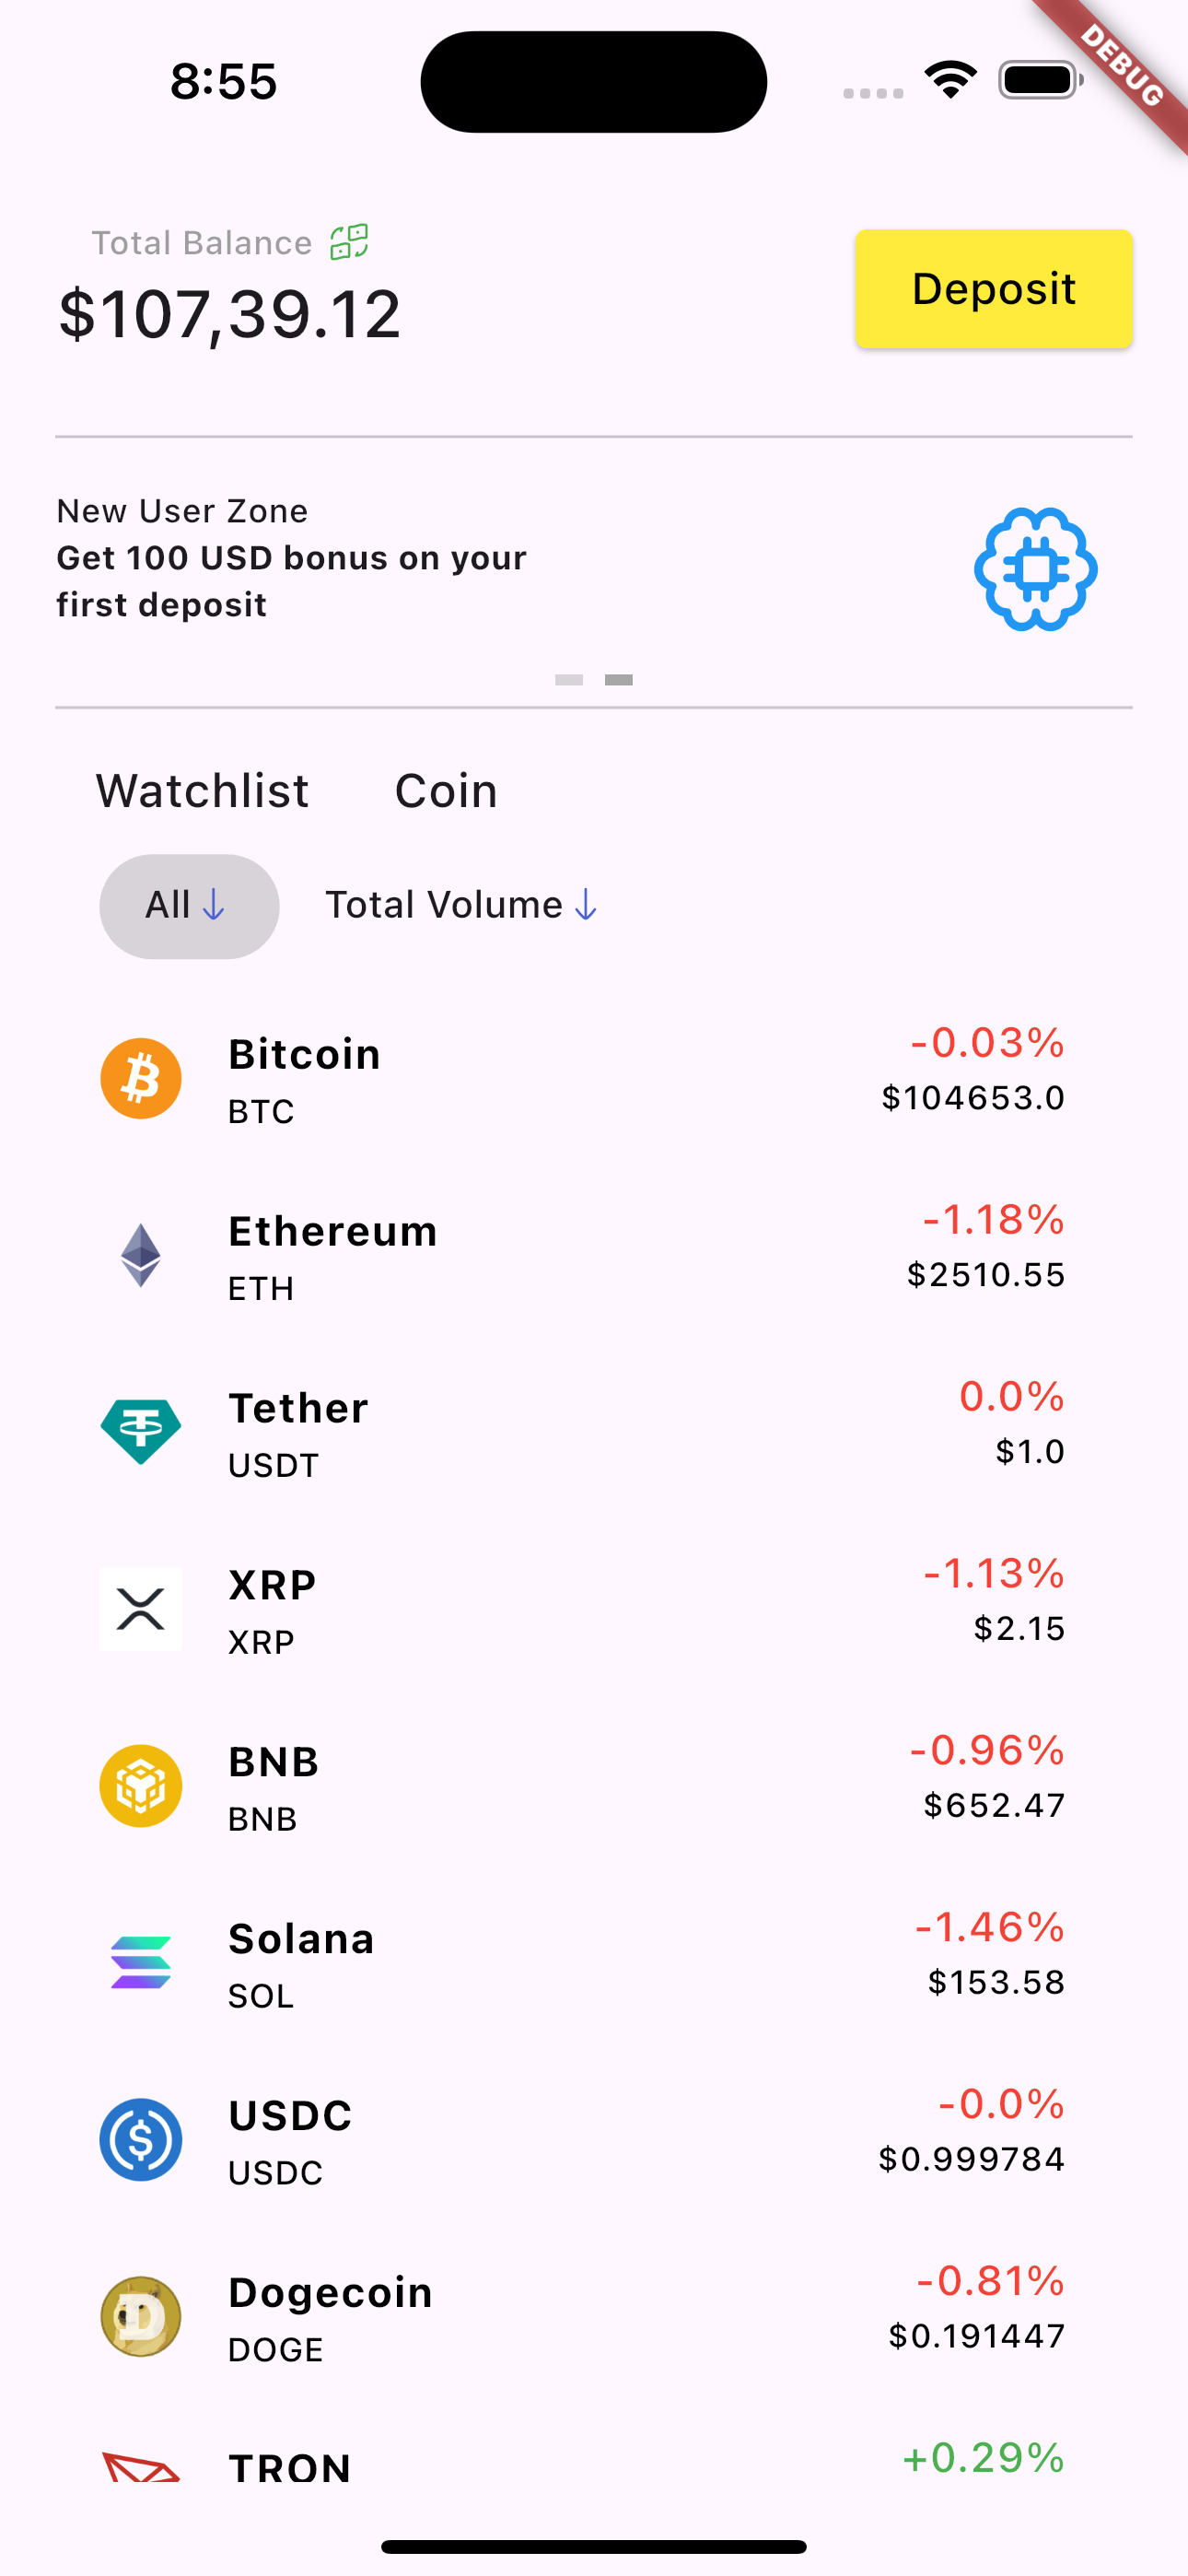 8:55
DEBUG
Total Balance
$107,39.12
Deposit
New User Zone
Get 100 USD bonus on your
first deposit
Watchlist Coin
All Total Volume
Bitcoin -0.03%
BTC $104653.0
Ethereum -1.18%
ETH $2510.55
Tether 0.0%
USDT $1.0
XRP -1.13%
XRP $2.15
BNB -0.96%
BNB $652.47
Solana -1.46%
SOL $153.58
USDC -0.0%
USDC $0.999784
Dogecoin -0.81%
DOGE $0.191447
TRON +0.29%